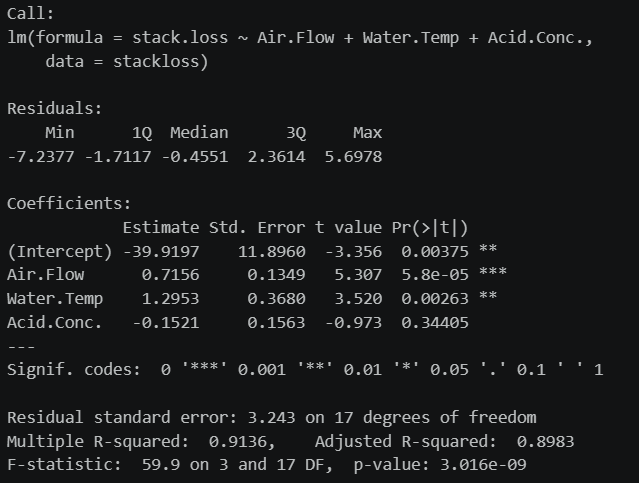 Call:
lm(formula = stack.loss ~ Air.Flow + Water.Temp + Acid.Conc.,
    data = stackloss)

Residuals:
    Min      1Q  Median      3Q     Max
-7.2377 -1.7117 -0.4551  2.3614  5.6978

Coefficients:
            Estimate Std. Error t value Pr(>|t|)
(Intercept) -39.9197    11.8960  -3.356  0.00375 **
Air.Flow      0.7156     0.1349   5.307  5.8e-05 ***
Water.Temp    1.2953     0.3680   3.520  0.00263 **
Acid.Conc.   -0.1521     0.1563  -0.973  0.34405
---
Signif. codes:  0 '***' 0.001 '**' 0.01 '*' 0.05 '.' 0.1 ' ' 1

Residual standard error: 3.243 on 17 degrees of freedom
Multiple R-squared:  0.9136,    Adjusted R-squared:  0.8983
F-statistic:  59.9 on 3 and 17 DF,  p-value: 3.016e-09